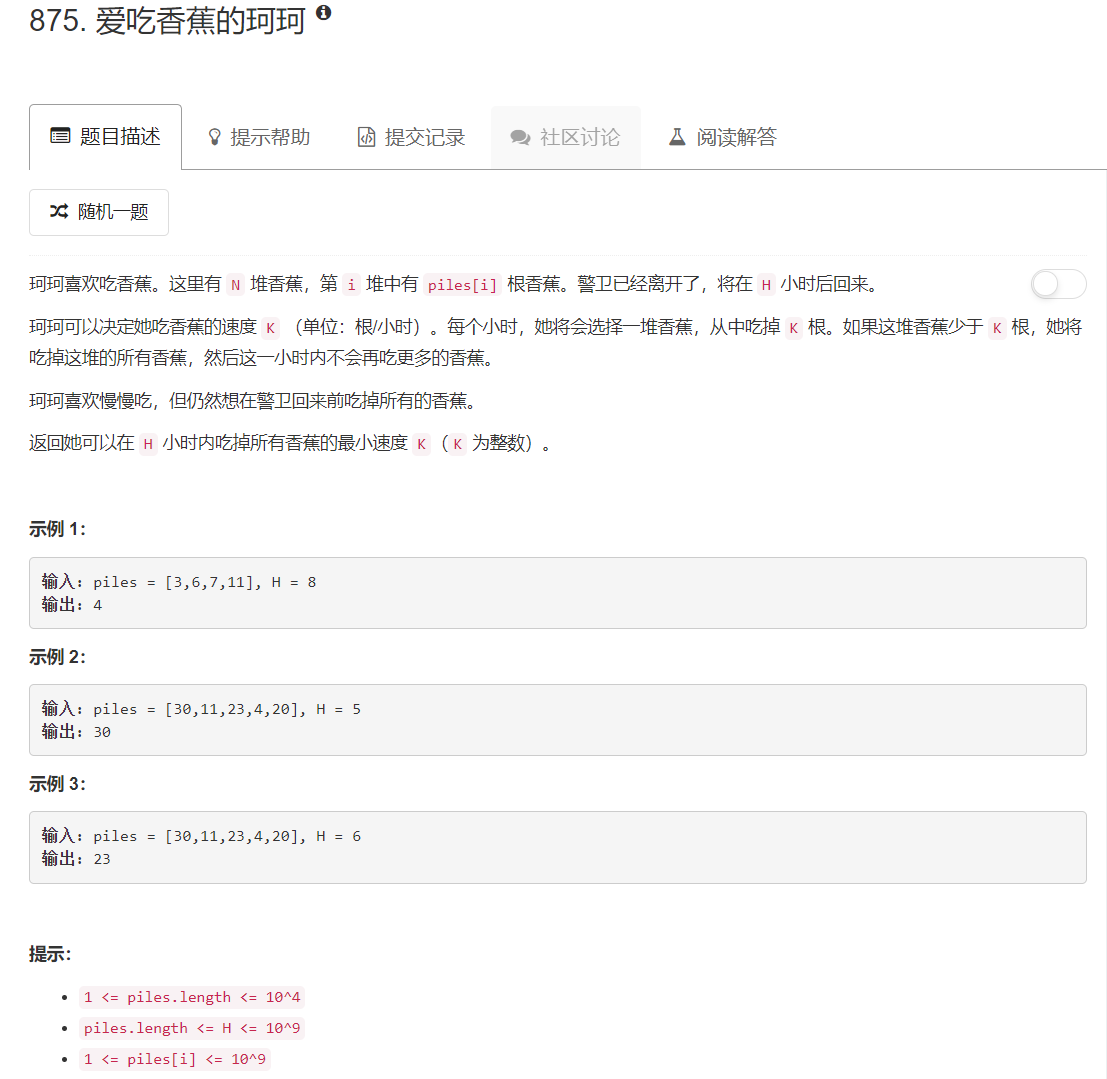 875. 爱吃香蕉的珂珂
题目描述 提示帮助 提交记录 社区讨论 阅读解答
随机一题
珂珂喜欢吃香蕉。这里有 N 堆香蕉，第 i 堆中有 piles[i] 根香蕉。警卫已经离开了，将在 H 小时后回来。
珂珂可以决定她吃香蕉的速度 K （单位：根/小时）。每个小时，她将会选择一堆香蕉，从中吃掉 K 根。如果这堆香蕉少于 K 根，她将
吃掉这堆的所有香蕉，然后这一小时内不会再吃更多的香蕉。
珂珂喜欢慢慢吃，但仍然想在警卫回来前吃掉所有的香蕉。
返回她可以在 H 小时内吃掉所有香蕉的最小速度 K（ K 为整数）。
示例 1：
输入：piles = [3,6,7,11], H = 8
输出：4
示例 2：
输入：piles = [30,11,23,4,20], H = 5
输出：30
示例 3：
输入：piles = [30,11,23,4,20], H = 6
输出：23
提示：
• 1 <= piles.length <= 10^4
• piles.length <= H <= 10^9
• 1 <= piles[i] <= 10^9